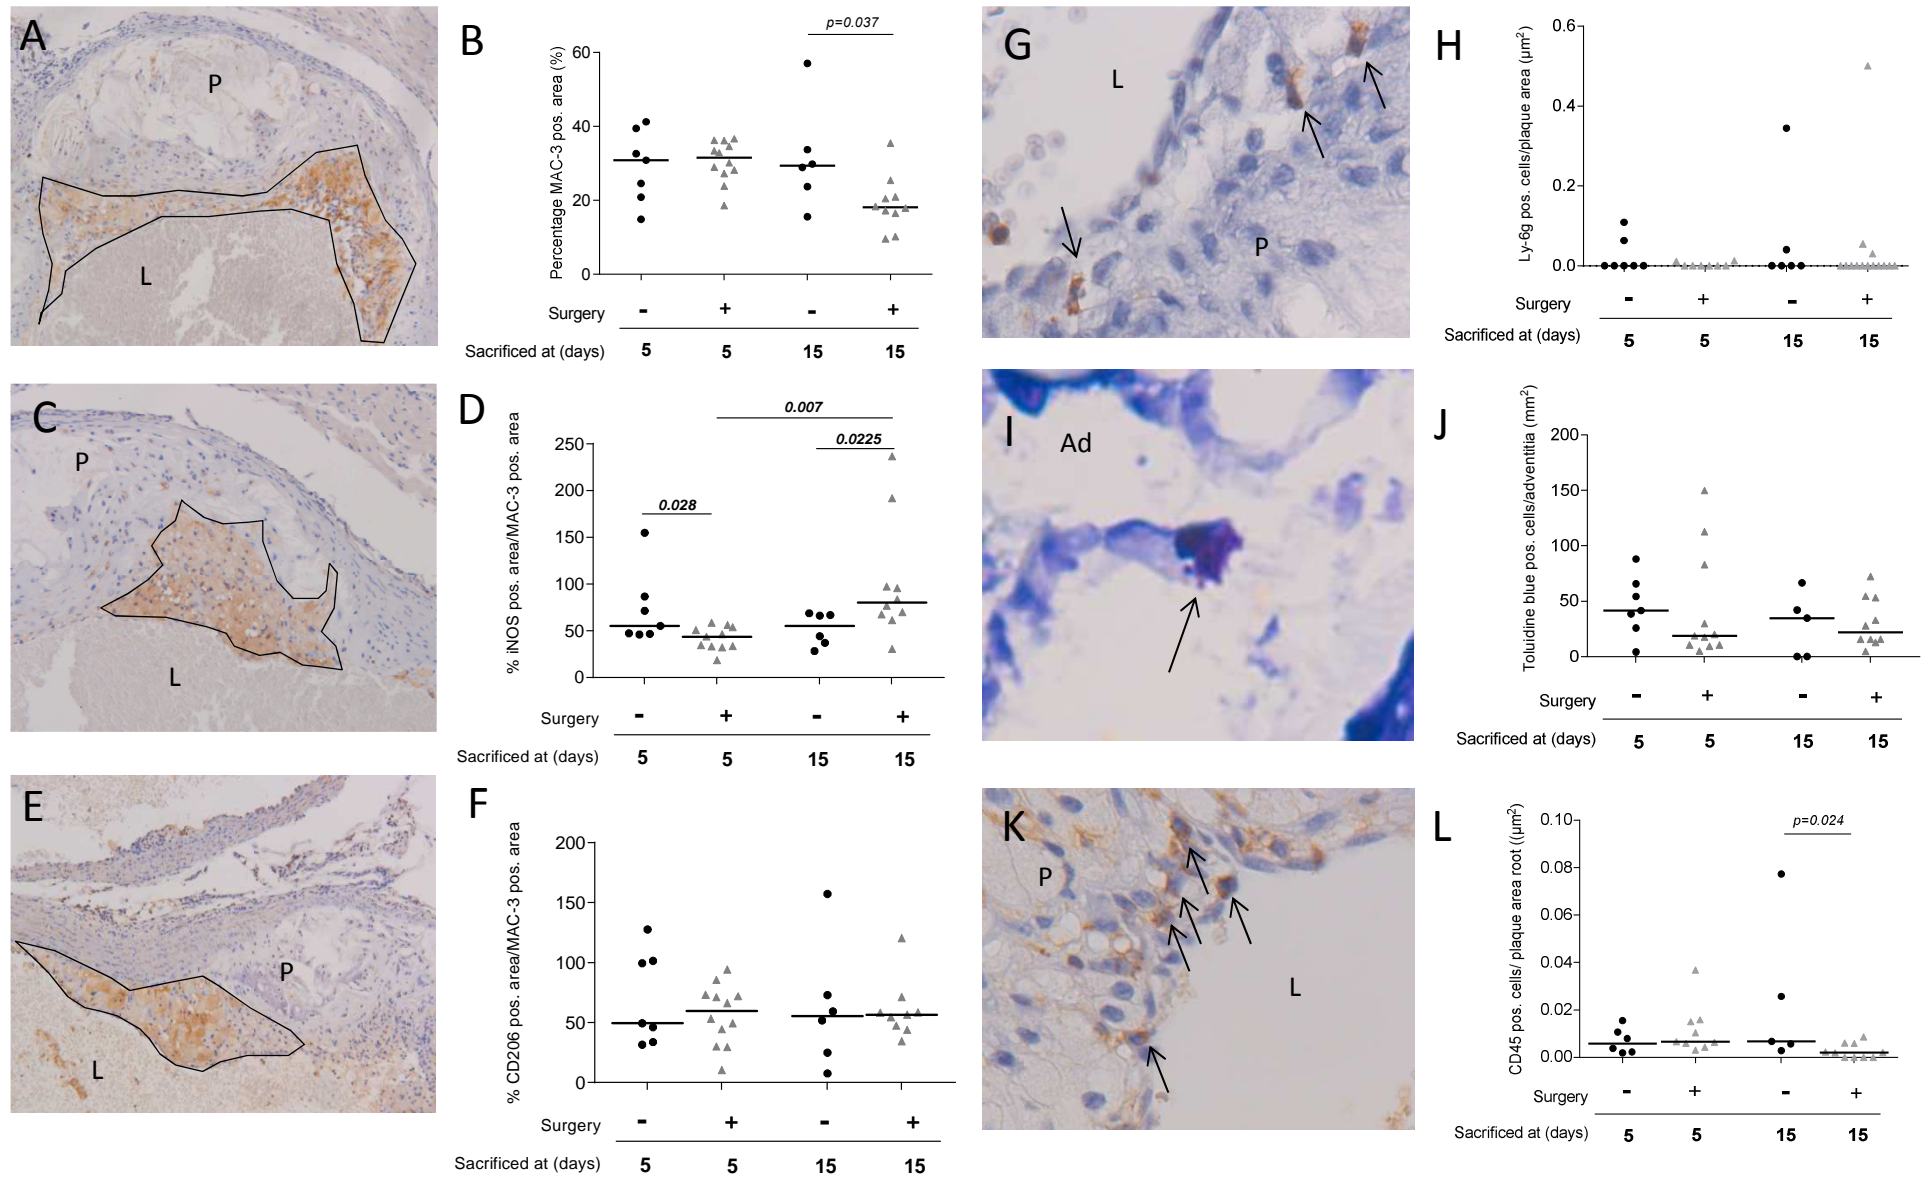 A
P
L
B
Percentage MAC-3 pos. area (%)
p=0.037
60
40
20
0
Surgery - + - +
Sacrificed at (days) 5 5 15 15
C
P
L
D
% iNOS pos. area/MAC-3 pos. area
0.007
0.0225
0.028
250
200
150
100
50
0
Surgery - + - +
Sacrificed at (days) 5 5 15 15
E
P
L
F
% CD206 pos. area/MAC-3 pos. area
200
150
100
50
0
Surgery - + - +
Sacrificed at (days) 5 5 15 15
G
L
P
H
Ly-6g pos. cells/plaque area (µm²)
0.6
0.4
0.2
0.0
Surgery - + - +
Sacrificed at (days) 5 5 15 15
I
Ad
J
Toluidine blue pos. cells/adventitia (mm²)
200
150
100
50
0
Surgery - + - +
Sacrificed at (days) 5 5 15 15
K
P
L
L
CD45 pos. cells/ plaque area root ((µm²)
p=0.024
0.10
0.08
0.06
0.04
0.02
0.00
Surgery - + - +
Sacrificed at (days) 5 5 15 15